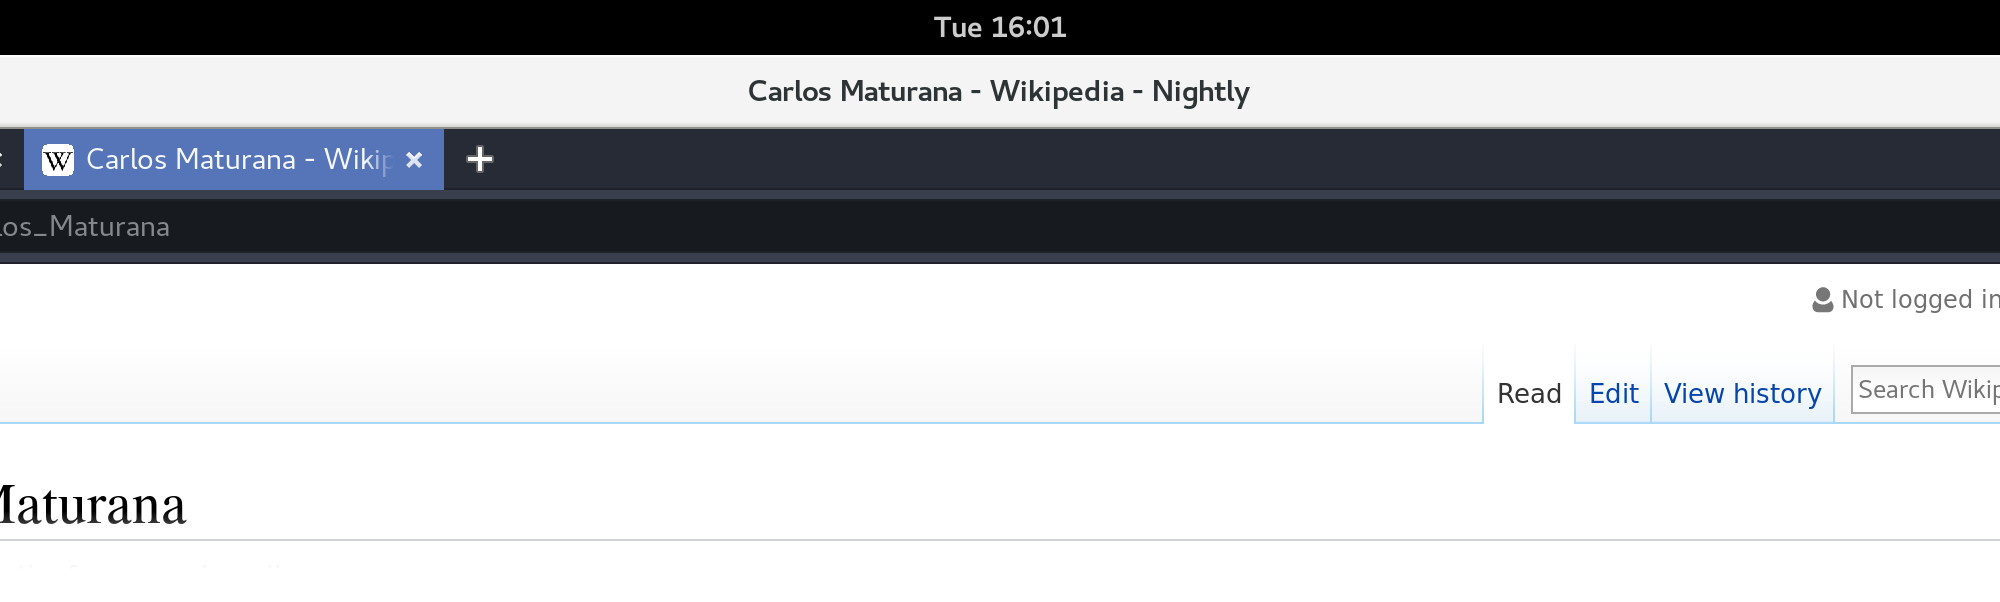 Tue 16:01
Carlos Maturana - Wikipedia - Nightly
W Carlos Maturana - Wikip
los_Maturana
Not logged in
Read Edit View history Search Wikip
Maturana